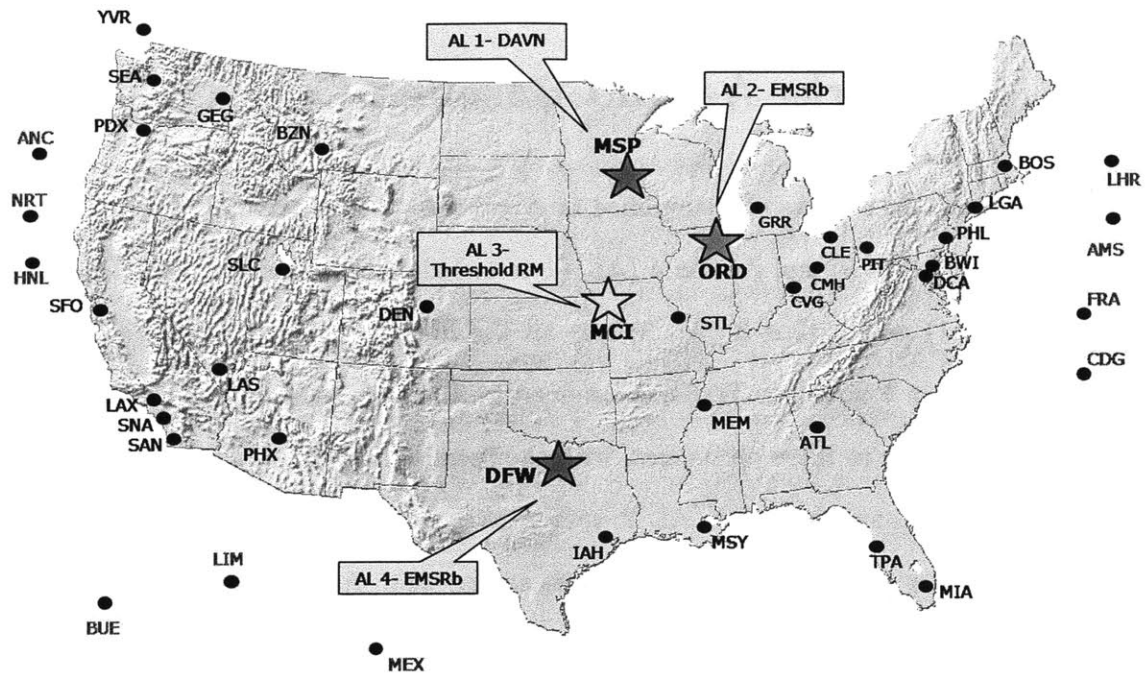 YVR
AL 1- DAVN
SEA
AL 2- EMSRb
GEG
PDX
BZN
ANC
MSP
BOS
LHR
NRT
GRR
LGA
PHL
AMS
AL 3-
Threshold RM
CLE
PIT
BWI
HNL
SLC
ORD
CMH
DCA
CVG
SFO
DEN
MCI
STL
FRA
CDG
LAS
LAX
SNA
MEM
SAN
PHX
ATL
DFW
IAH
MSY
TPA
AL 4- EMSRb
LIM
MIA
BUE
MEX